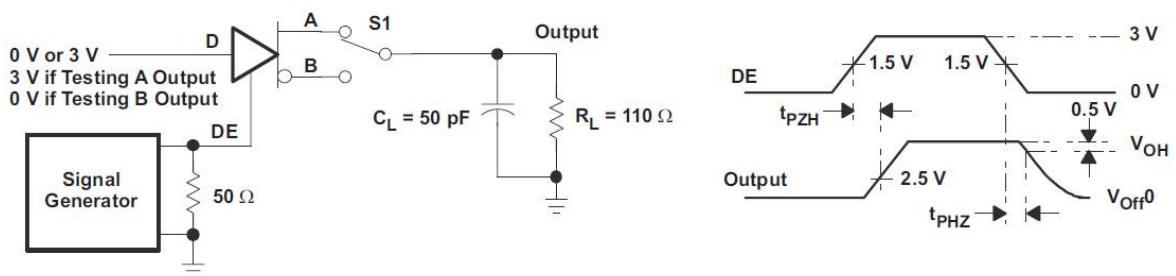 A
S1
Output
D
0 V or 3 V
3 V if Testing A Output
0 V if Testing B Output
B
DE
C_L = 50 pF
R_L = 110 Ω
Signal
Generator
50 Ω
3 V
DE
1.5 V
1.5 V
0 V
t_PZH
0.5 V
V_OH
Output
2.5 V
V_Off0
t_PHZ